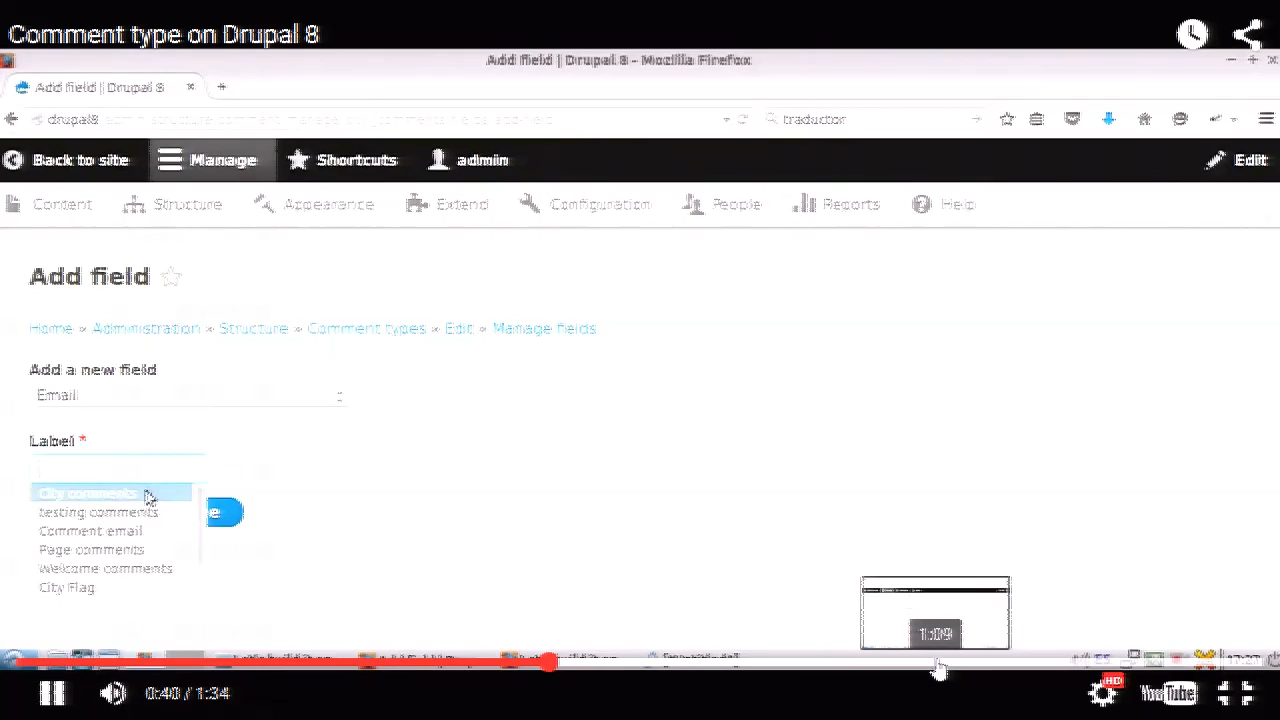 Comment type on Drupal 8
Add field | Drupal 8 - Mozilla Firefox
Add field | Drupal 8
drupal8
traductor
Back to site Manage Shortcuts admin Edit
Content Structure Appearance Extend Configuration People Reports Help
Add field
Home » Administration » Structure » Comment types » Edit » Manage fields
Add a new field
Email
Label *
City comments
testing comments
Comment email
Page comments
Welcome comments
City Flag
1:09
0:40 / 1:34
HD
YouTube